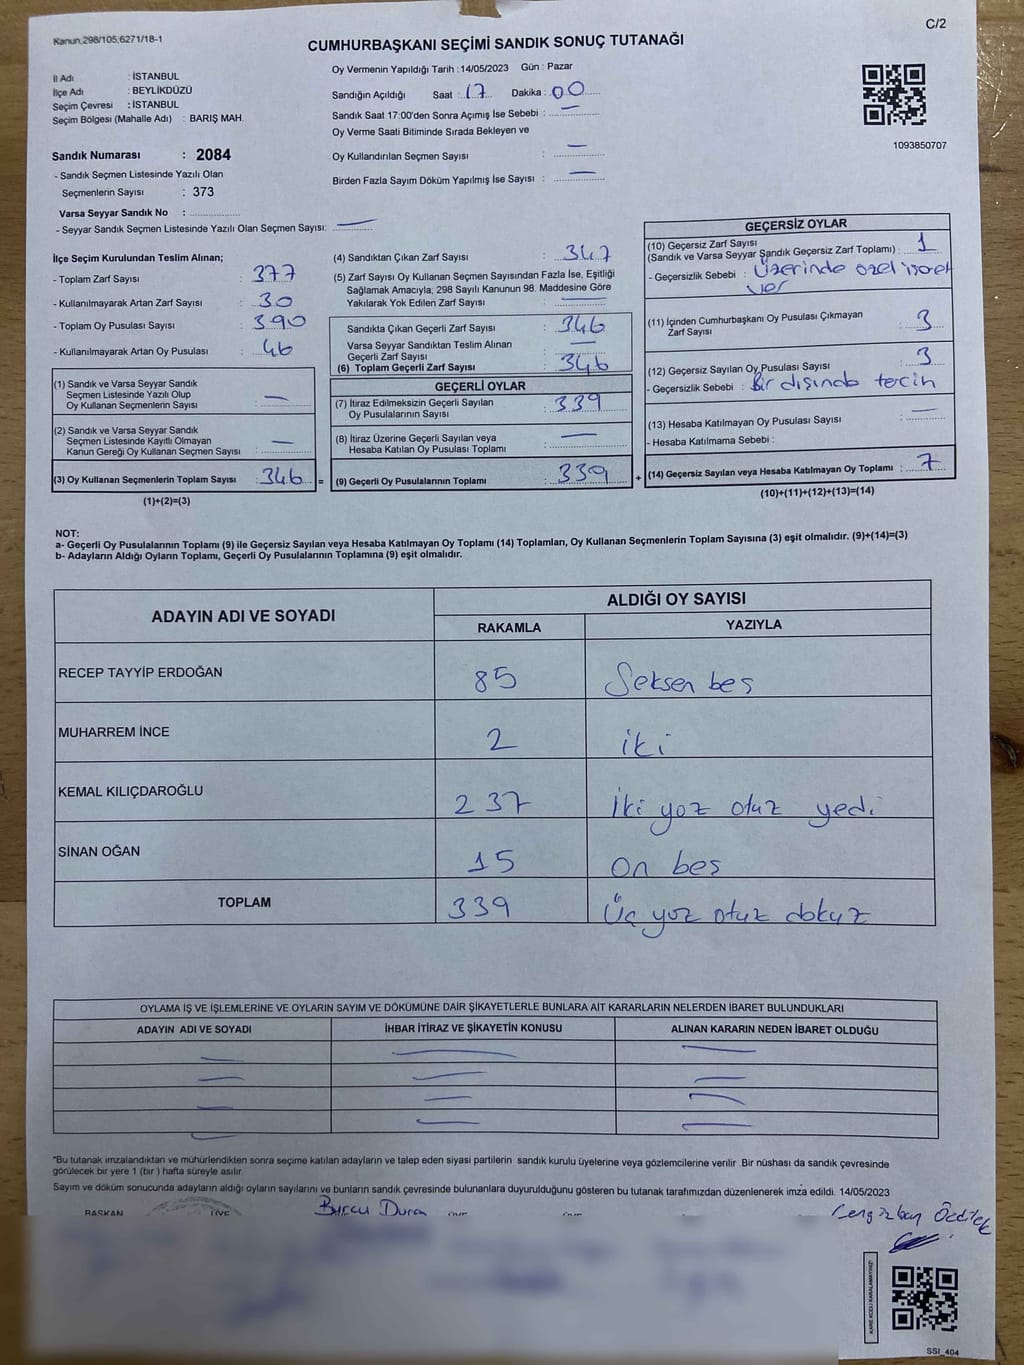 Kanun.298/105,6271/18-1
C/2
CUMHURBAŞKANI SEÇİMİ SANDIK SONUÇ TUTANAĞI
İl Adı : İSTANBUL
İlçe Adı : BEYLİKDÜZÜ
Seçim Çevresi : İSTANBUL
Seçim Bölgesi (Mahalle Adı) : BARIŞ MAH.
Sandık Numarası : 2084
- Sandık Seçmen Listesinde Yazılı Olan
Seçmenlerin Sayısı : 373
Varsa Seyyar Sandık No :
- Seyyar Sandık Seçmen Listesinde Yazılı Olan Seçmen Sayısı: —
Oy Vermenin Yapıldığı Tarih :14/05/2023 Gün : Pazar
Sandığın Açıldığı Saat : 17 Dakika : 00
Sandık Saat 17:00'den Sonra Açımış İse Sebebi : —
Oy Verme Saati Bitiminde Sırada Bekleyen ve
Oy Kullandırılan Seçmen Sayısı : —
Birden Fazla Sayım Döküm Yapılmış İse Sayısı : —
1093850707
İlçe Seçim Kurulundan Teslim Alınan;
- Toplam Zarf Sayısı : 377
- Kullanılmayarak Artan Zarf Sayısı : 30
- Toplam Oy Pusulası Sayısı : 390
- Kullanılmayarak Artan Oy Pusulası : 46
(1) Sandık ve Varsa Seyyar Sandık
Seçmen Listesinde Yazılı Olup
Oy Kullanan Seçmenlerin Sayısı : —
(2) Sandık ve Varsa Seyyar Sandık
Seçmen Listesinde Kayıtlı Olmayan
Kanun Gereği Oy Kullanan Seçmen Sayısı : —
(3) Oy Kullanan Seçmenlerin Toplam Sayısı : 346 =
(1)+(2)=(3)
(4) Sandıktan Çıkan Zarf Sayısı : 347
(5) Zarf Sayısı Oy Kullanan Seçmen Sayısından Fazla İse, Eşitliği
Sağlamak Amacıyla; 298 Sayılı Kanunun 98. Maddesine Göre
Yakılarak Yok Edilen Zarf Sayısı : —
Sandıkta Çıkan Geçerli Zarf Sayısı : 346
Varsa Seyyar Sandıktan Teslim Alınan
Geçerli Zarf Sayısı : —
(6) Toplam Geçerli Zarf Sayısı : 346
GEÇERLİ OYLAR
(7) İtiraz Edilmeksizin Geçerli Sayılan
Oy Pusulalarının Sayısı : 339
(8) İtiraz Üzerine Geçerli Sayılan veya
Hesaba Katılan Oy Pusulası Toplamı : —
(9) Geçerli Oy Pusulalarının Toplamı : 339 +
GEÇERSİZ OYLAR
(10) Geçersiz Zarf Sayısı
(Sandık ve Varsa Seyyar Sandık Geçersiz Zarf Toplamı) : 1
- Geçersizlik Sebebi : Üzerinde özel işaret
var
(11) İçinden Cumhurbaşkanı Oy Pusulası Çıkmayan
Zarf Sayısı : 3
(12) Geçersiz Sayılan Oy Pusulası Sayısı : 3
- Geçersizlik Sebebi : Bir dışında tercih
(13) Hesaba Katılmayan Oy Pusulası Sayısı : —
- Hesaba Katılmama Sebebi :
(14) Geçersiz Sayılan veya Hesaba Katılmayan Oy Toplamı : 7
(10)+(11)+(12)+(13)=(14)
NOT:
a- Geçerli Oy Pusulalarının Toplamı (9) ile Geçersiz Sayılan veya Hesaba Katılmayan Oy Toplamı (14) Toplamları, Oy Kullanan Seçmenlerin Toplam Sayısına (3) eşit olmalıdır. (9)+(14)=(3)
b- Adayların Aldığı Oyların Toplamı, Geçerli Oy Pusulalarının Toplamına (9) eşit olmalıdır.
ADAYIN ADI VE SOYADI ALDIĞI OY SAYISI
RAKAMLA YAZIYLA
RECEP TAYYİP ERDOĞAN 85 Seksen beş
MUHARREM İNCE 2 iki
KEMAL KILIÇDAROĞLU 237 iki yoz otuz yedi
SİNAN OĞAN 15 on beş
TOPLAM 339 Üç yoz otuz dokuz
OYLAMA İŞ VE İŞLEMLERİNE VE OYLARIN SAYIM VE DÖKÜMÜNE DAİR ŞİKAYETLERLE BUNLARA AİT KARARLARIN NELERDEN İBARET BULUNDUKLARI
ADAYIN ADI VE SOYADI İHBAR İTİRAZ VE ŞİKAYETİN KONUSU ALINAN KARARIN NEDEN İBARET OLDUĞU
*Bu tutanak imzalandıktan ve mühürlendikten sonra seçime katılan adayların ve talep eden siyasi partilerin sandık kurulu üyelerine veya gözlemcilerine verilir .Bir nüshası da sandık çevresinde
görülecek bir yere 1 (bir ) hafta süreyle asılır.
Sayım ve döküm sonucunda adayların aldığı oyların sayılarını ve bunların sandık çevresinde bulunanlara duyurulduğunu gösteren bu tutanak tarafımızdan düzenlenerek imza edildi. 14/05/2023
BAŞKAN ÜYE Burcu Duran
KARE KODU KARALAMAYINIZ!
SSI_404